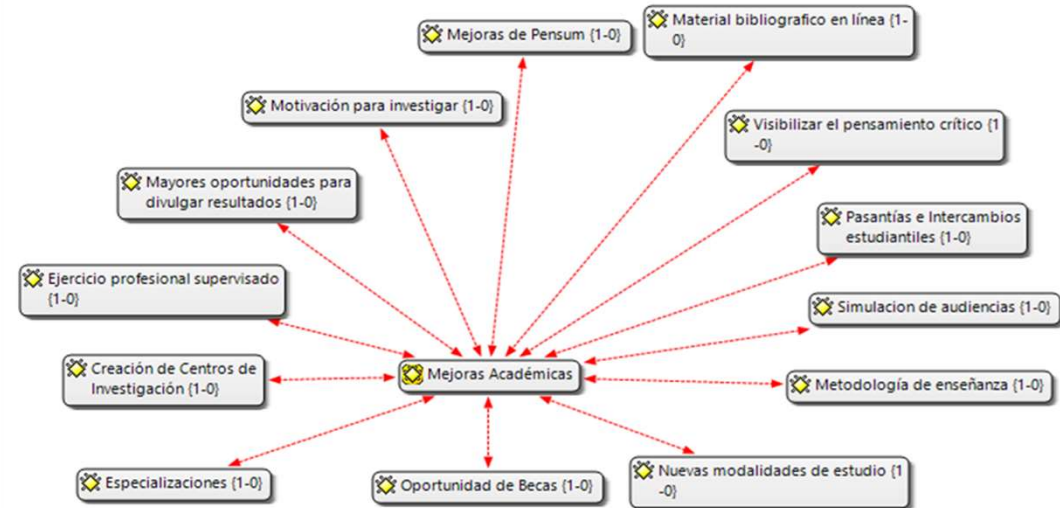 Material bibliografico en línea {1-
0}
Mejoras de Pensum {1-0}
Motivación para investigar {1-0}
Visibilizar el pensamiento crítico {1
-0}
Mayores oportunidades para
divulgar resultados {1-0}
Pasantías e Intercambios
estudiantiles {1-0}
Ejercicio profesional supervisado
{1-0}
Simulacion de audiencias {1-0}
Creación de Centros de
Investigación {1-0}
Mejoras Académicas
Metodología de enseñanza {1-0}
Especializaciones {1-0}
Oportunidad de Becas {1-0}
Nuevas modalidades de estudio {1
-0}